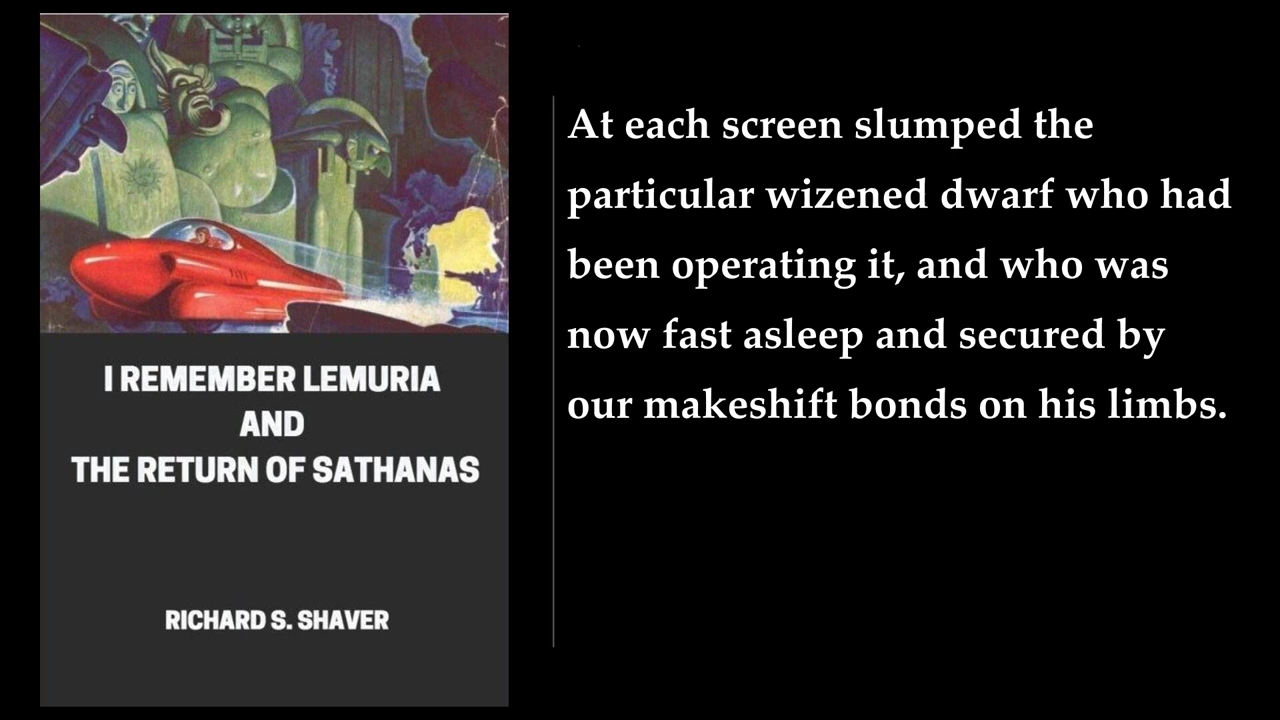 I REMEMBER LEMURIA
AND
THE RETURN OF SATHANAS
RICHARD S. SHAVER
At each screen slumped the
particular wizened dwarf who had
been operating it, and who was
now fast asleep and secured by
our makeshift bonds on his limbs.